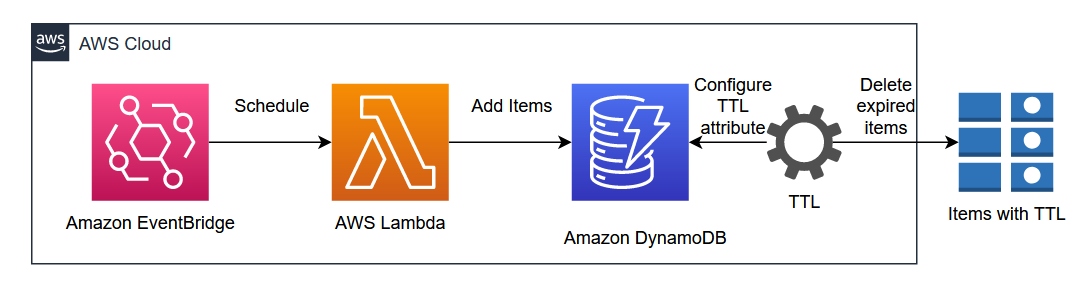 aws
AWS Cloud
Schedule
Add Items
Configure
TTL
attribute
Delete
expired
items
Amazon EventBridge
AWS Lambda
Amazon DynamoDB
TTL
Items with TTL